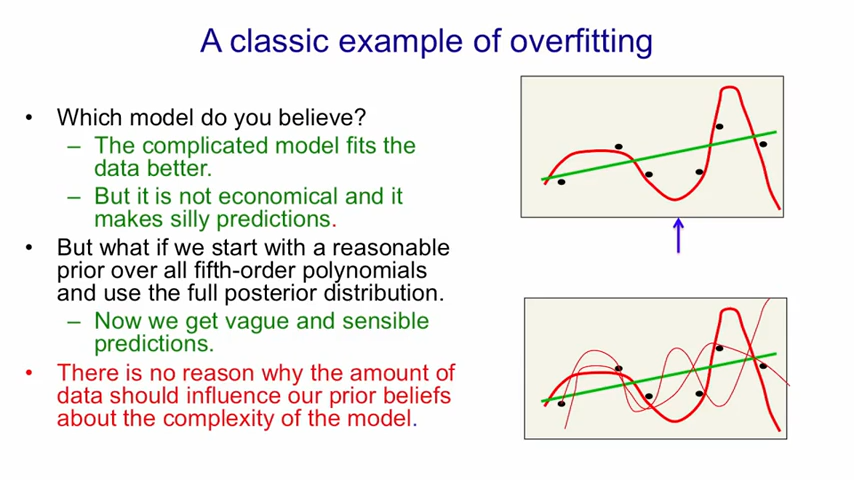 A classic example of overfitting
• Which model do you believe?
– The complicated model fits the
data better.
– But it is not economical and it
makes silly predictions.
• But what if we start with a reasonable
prior over all fifth-order polynomials
and use the full posterior distribution.
– Now we get vague and sensible
predictions.
• There is no reason why the amount of
data should influence our prior beliefs
about the complexity of the model.